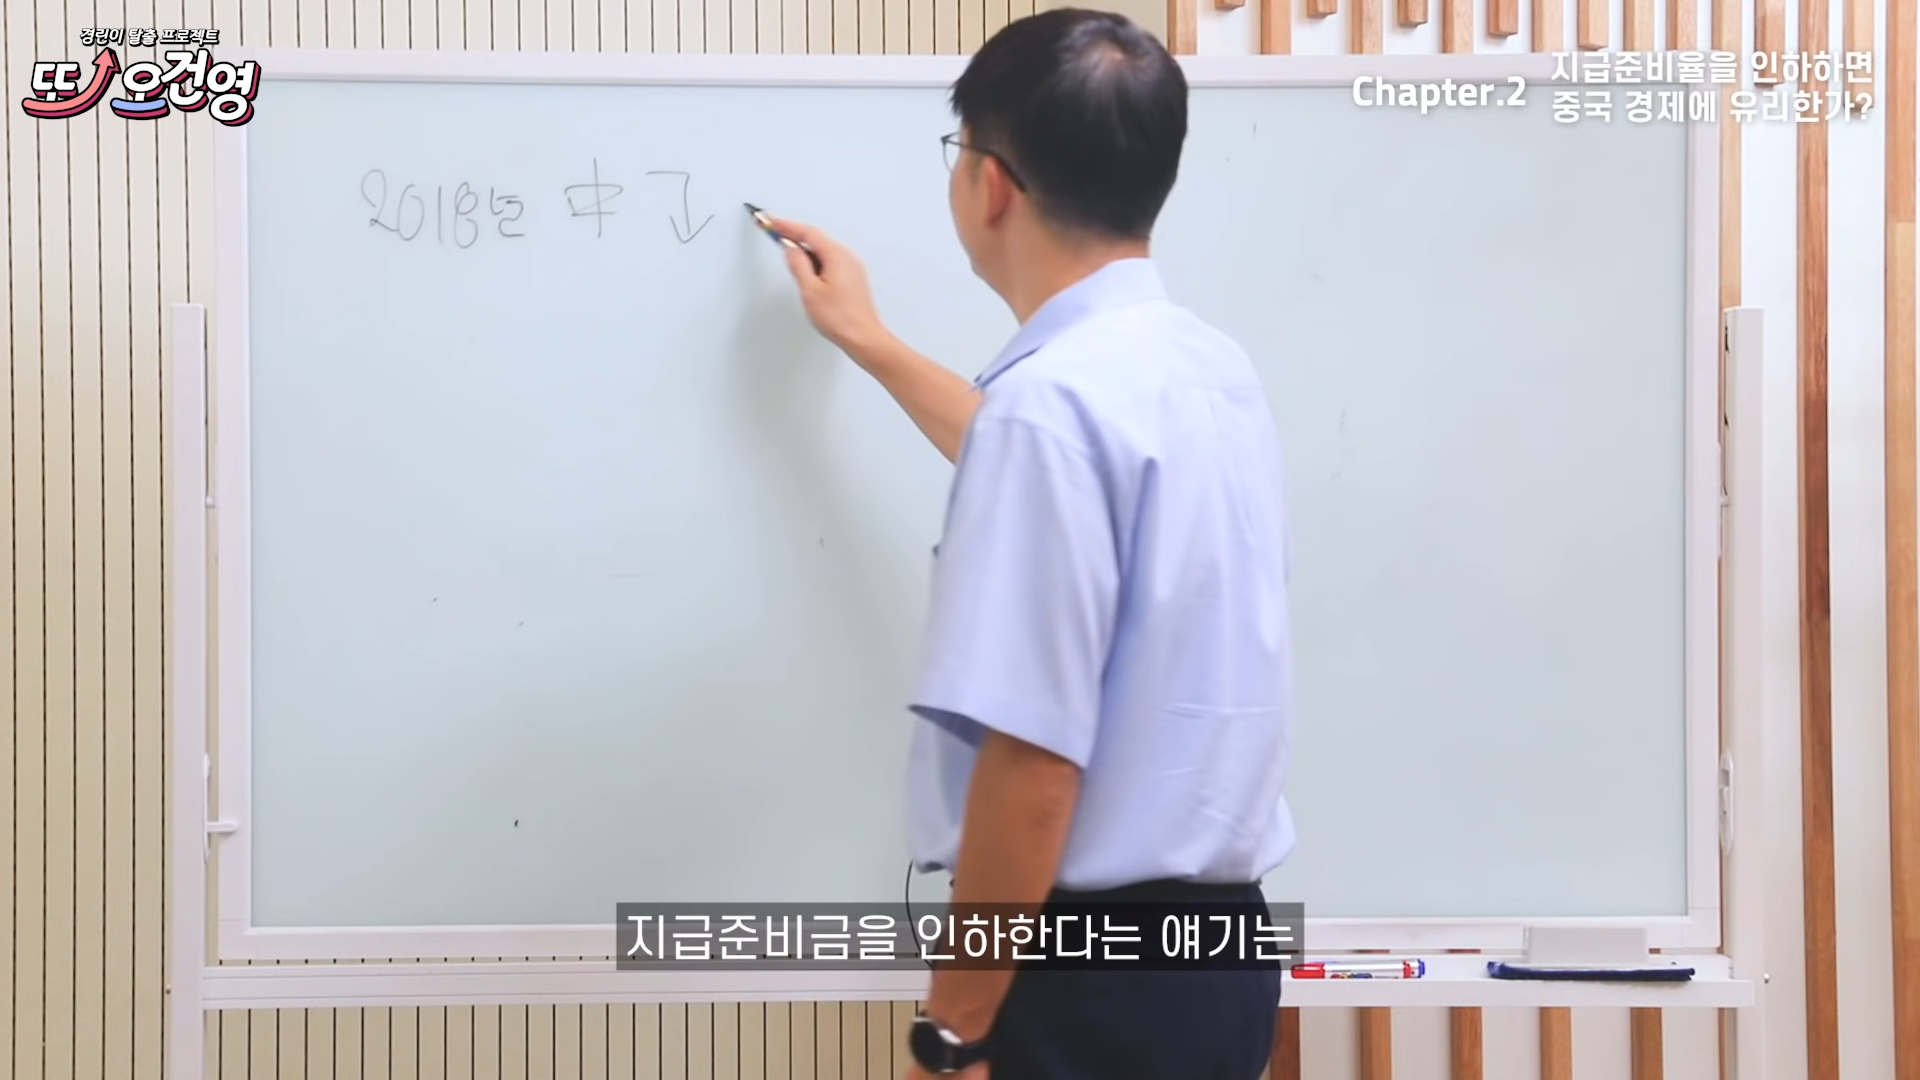 경린이 탈출 프로젝트
또 오건영
Chapter.2
지급준비율을 인하하면
중국 경제에 유리한가?
2018년 中
지급준비금을 인하한다는 얘기는